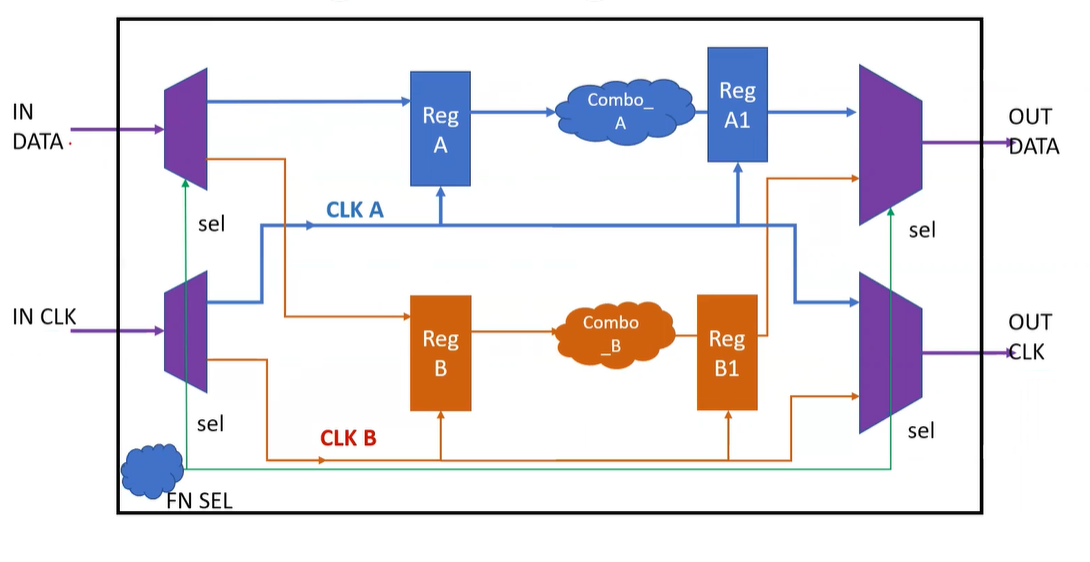 IN
DATA
Reg
A
Combo_
A
Reg
A1
OUT
DATA
sel
CLK A
sel
IN CLK
Reg
B
Combo
_B
Reg
B1
OUT
CLK
sel
CLK B
sel
FN SEL